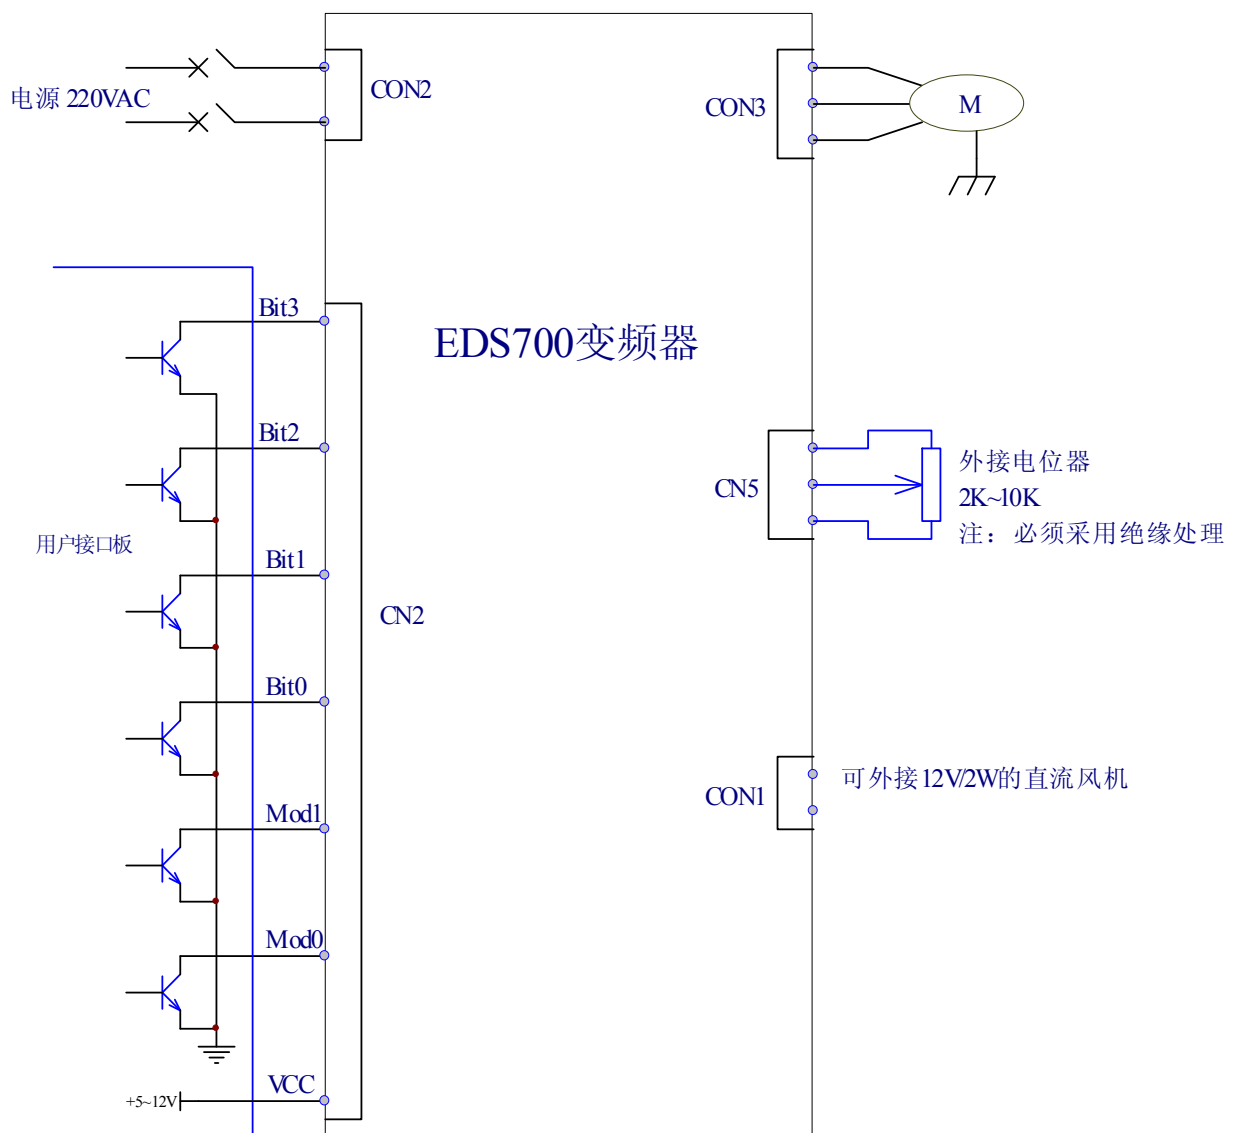 电源 220VAC
CON2
CON3
M
EDS700变频器
Bit3
Bit2
用户接口板
Bit1
Bit0
Mod1
Mod0
VCC
+5~12V
CN2
CN5
外接电位器
2K~10K
注：必须采用绝缘处理
CON1
可外接12V/2W的直流风机